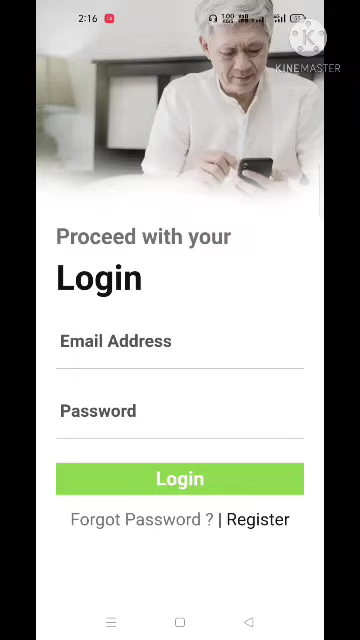 2:16
KINEMASTER
Proceed with your
Login
Email Address
Password
Login
Forgot Password ? | Register